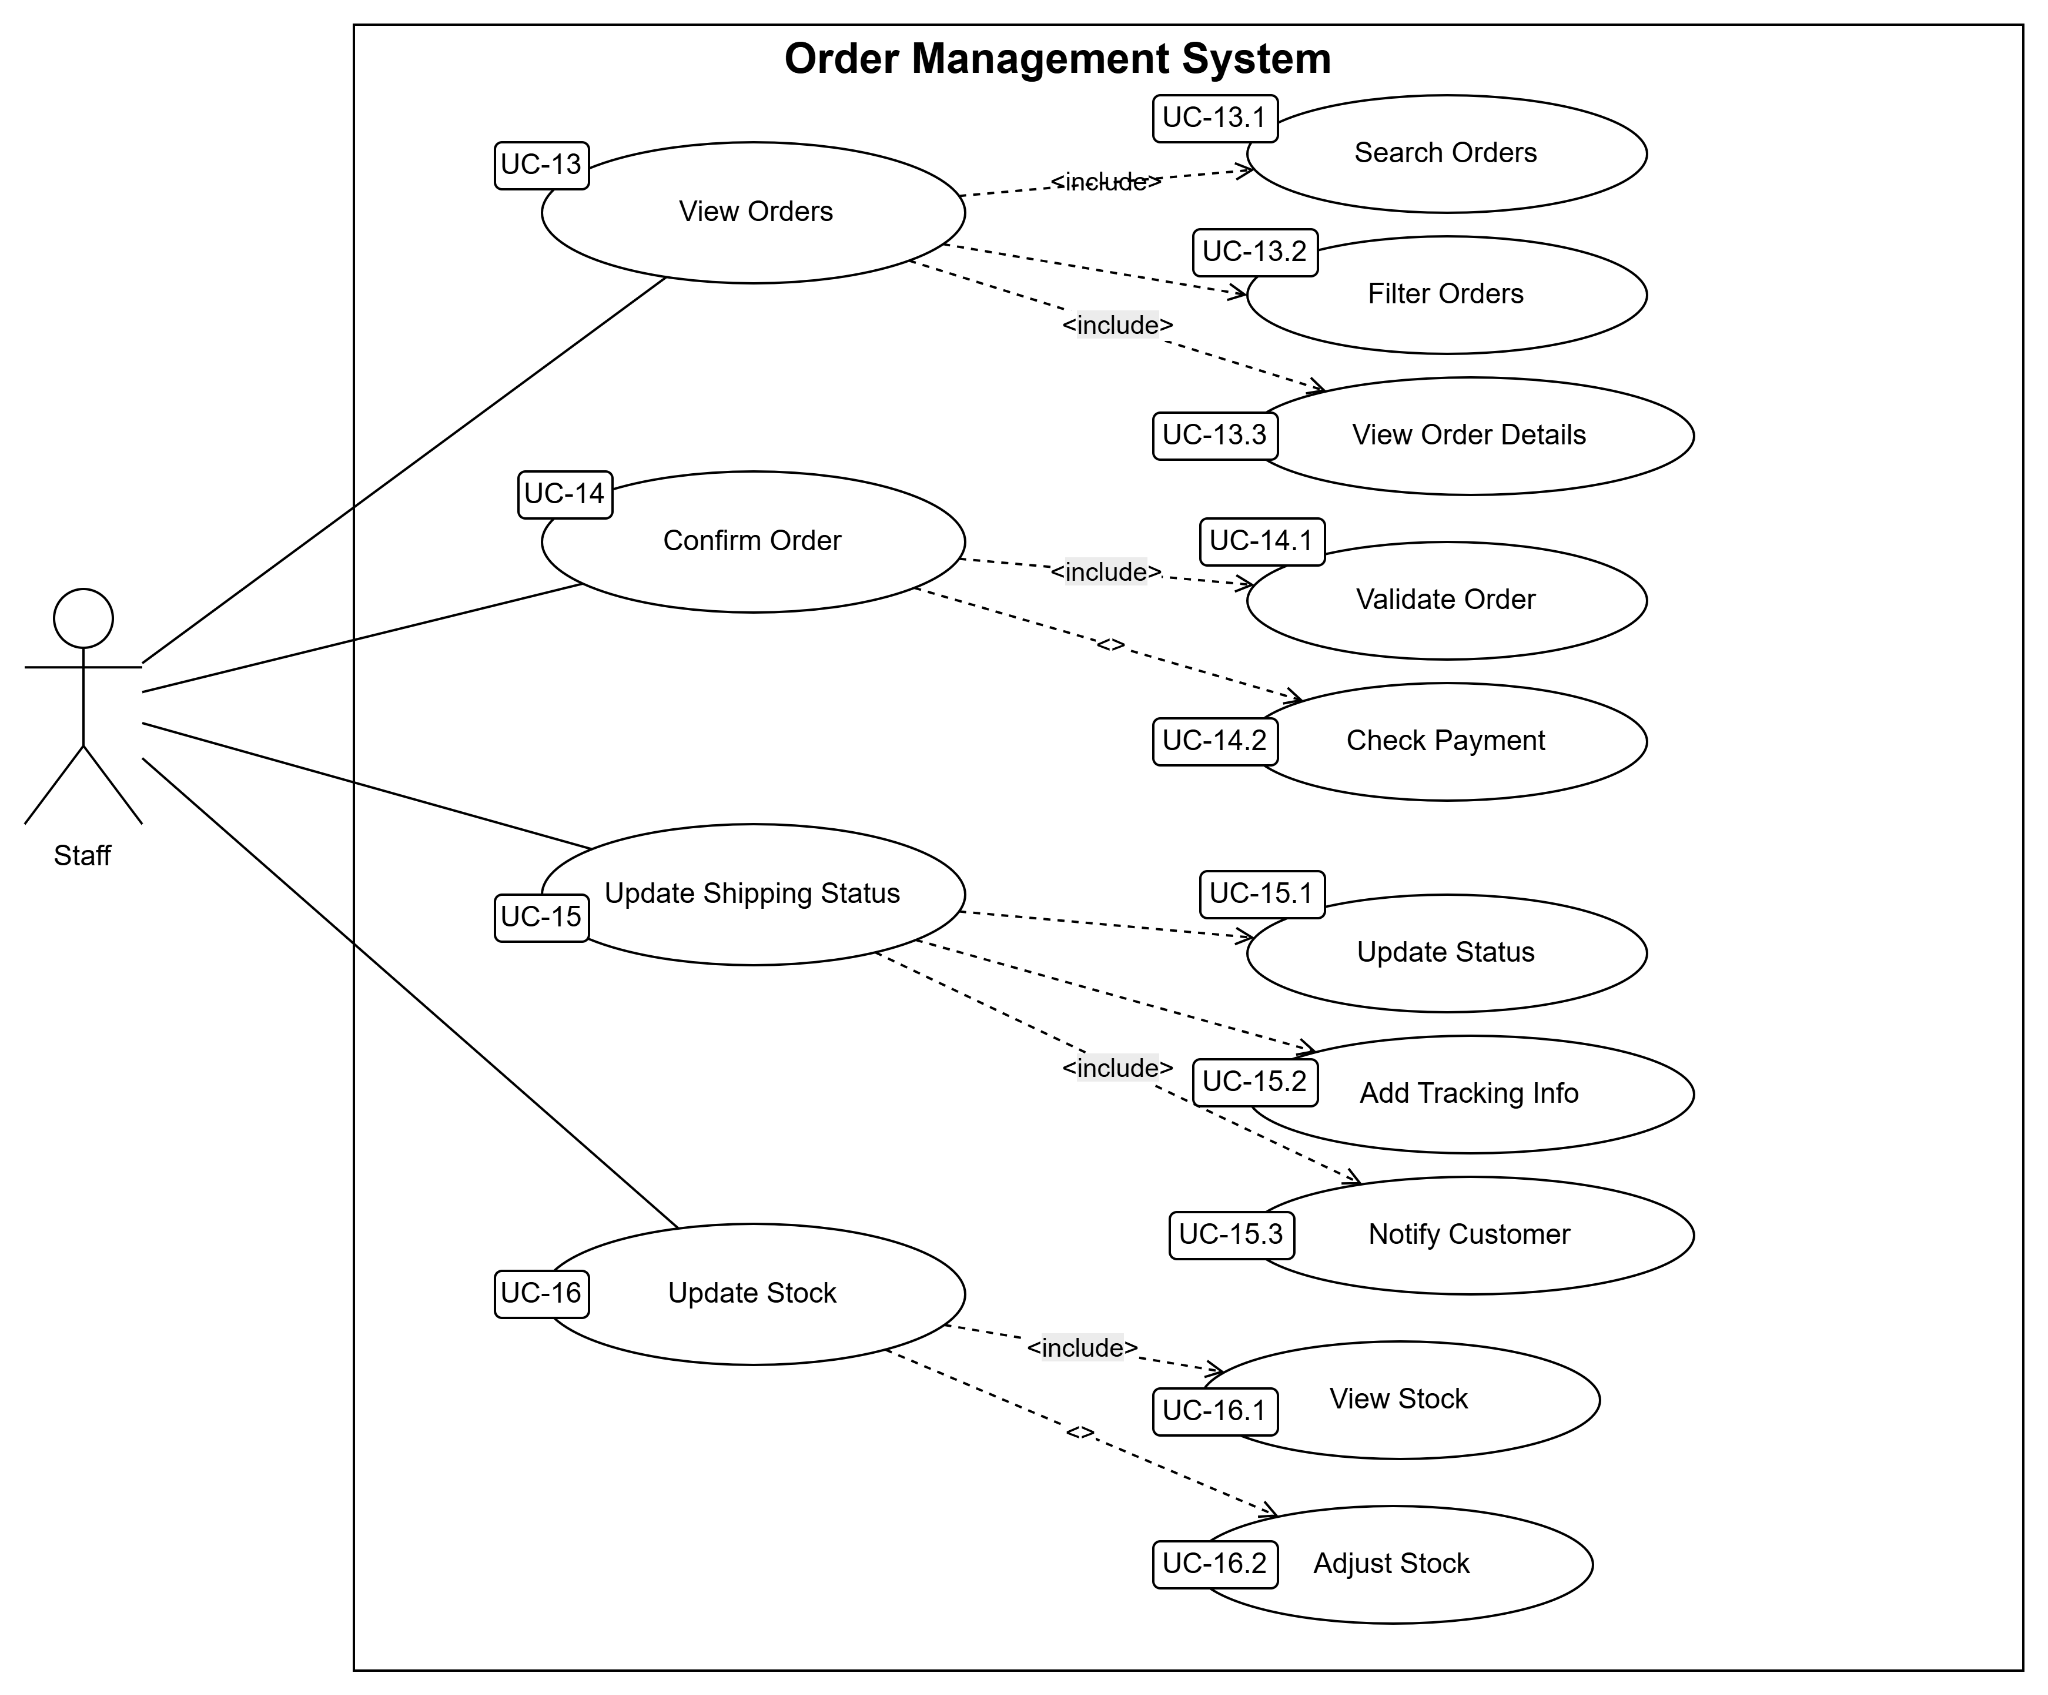 Order Management System
UC-13
View Orders
<include>
UC-13.1
Search Orders
UC-13.2
Filter Orders
<include>
UC-13.3
View Order Details
UC-14
Confirm Order
<include>
UC-14.1
Validate Order
<>
UC-14.2
Check Payment
Staff
UC-15
Update Shipping Status
UC-15.1
Update Status
UC-15.2
Add Tracking Info
<include>
UC-15.3
Notify Customer
UC-16
Update Stock
<include>
UC-16.1
View Stock
<>
UC-16.2
Adjust Stock